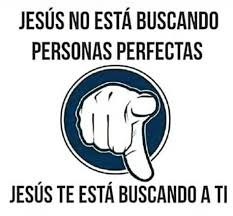 JESÚS NO ESTÁ BUSCANDO
PERSONAS PERFECTAS
JESÚS TE ESTÁ BUSCANDO A TI